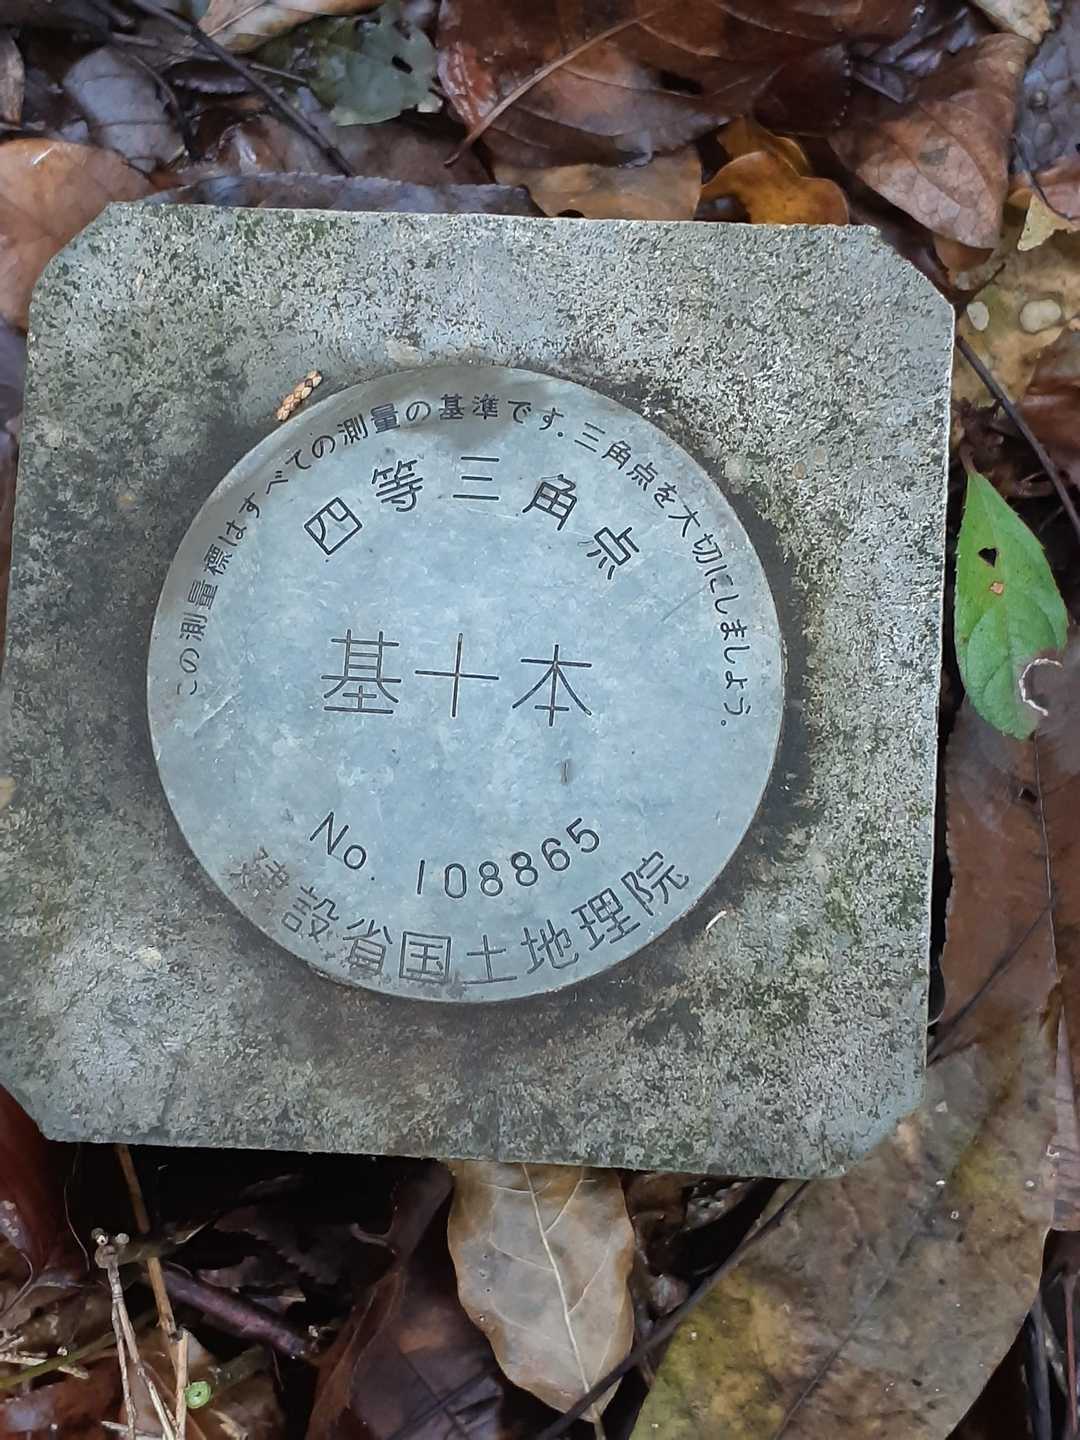 この測量標はすべての測量の基準です.三角点を大切にしましょう.
四等三角点
基十本
No. 108865
建設省国土地理院